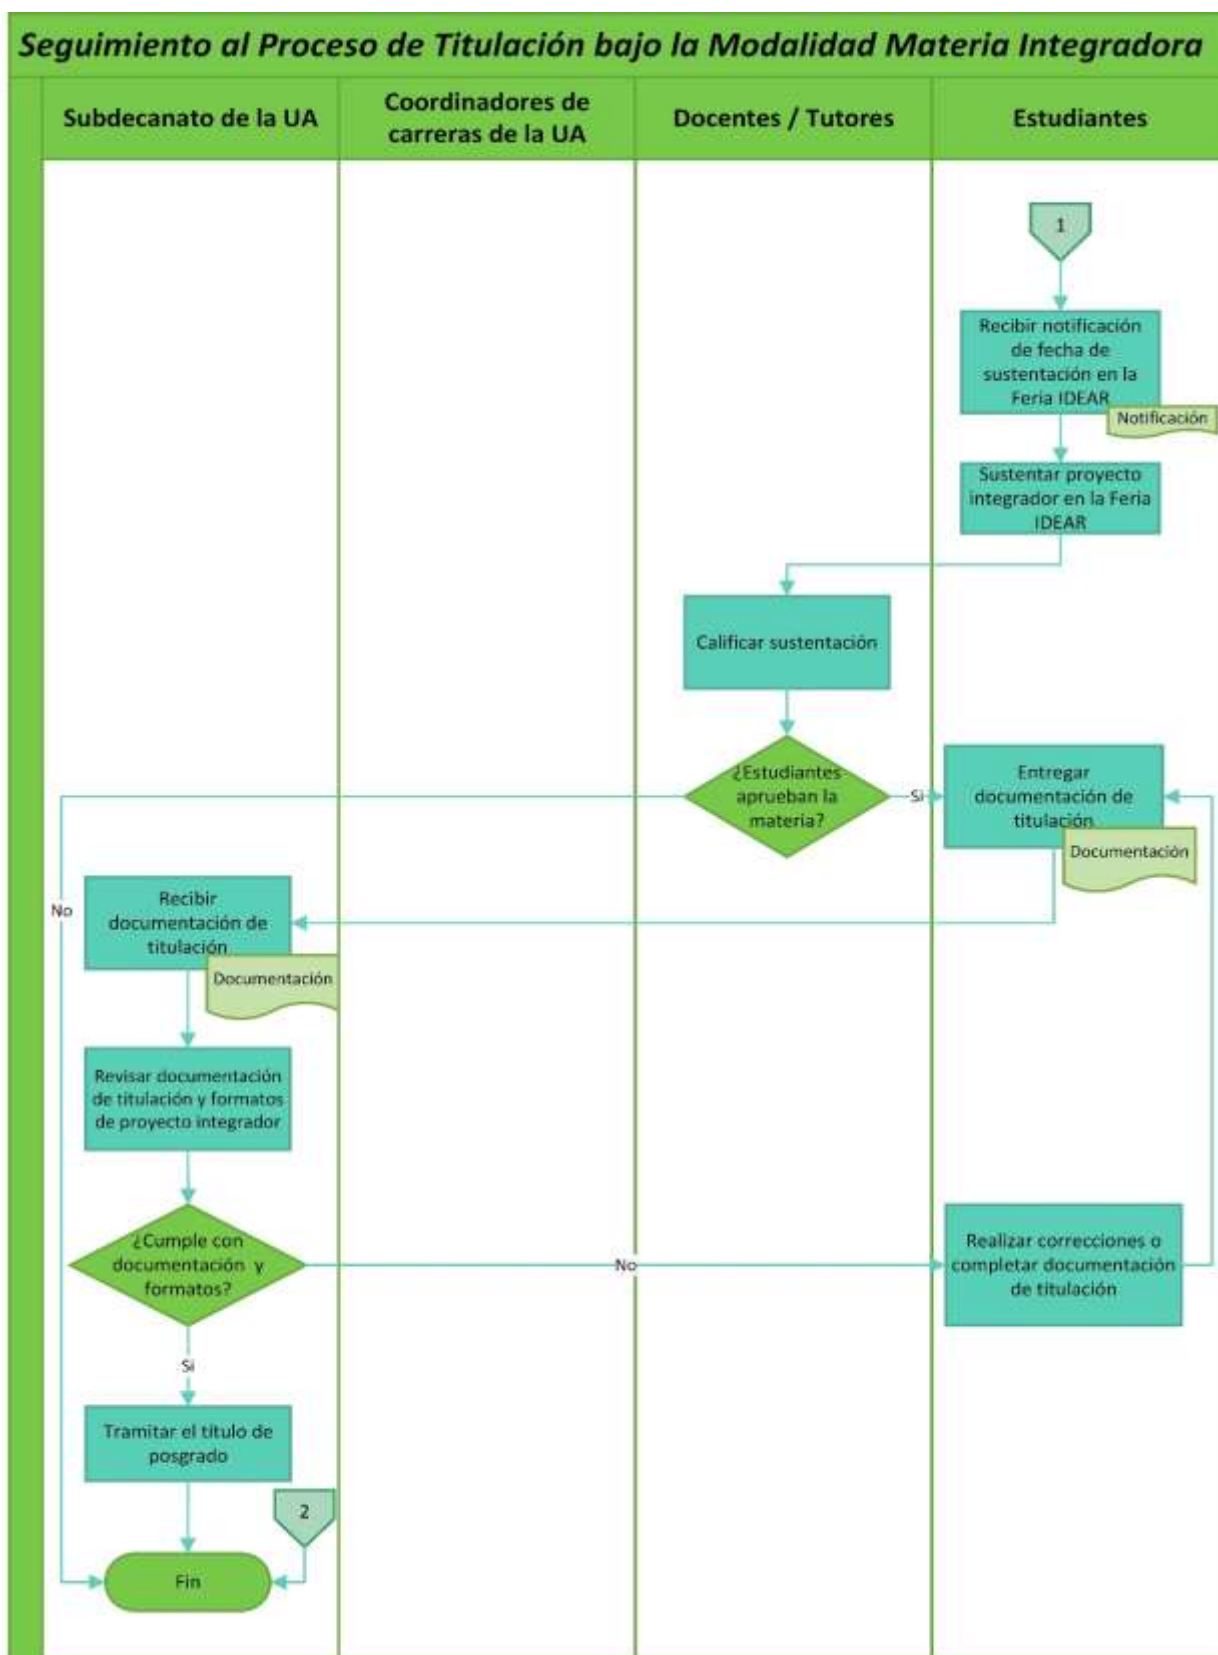 Seguimiento al Proceso de Titulación bajo la Modalidad Materia Integradora
Subdecanato de la UA
Coordinadores de
carreras de la UA
Docentes / Tutores
Estudiantes
1
Recibir notificación
de fecha de
sustentación en la
Feria IDEAR
Notificación
Sustentar proyecto
integrador en la Feria
IDEAR
Calificar sustentación
¿Estudiantes
aprueban la
materia?
Si
Entregar
documentación de
titulación
Documentación
No
Recibir
documentación de
titulación
Documentación
Revisar documentación
de titulación y formatos
de proyecto integrador
¿Cumple con
documentación y
formatos?
No
Realizar correcciones o
completar documentación
de titulación
Si
Tramitar el título de
posgrado
2
Fin